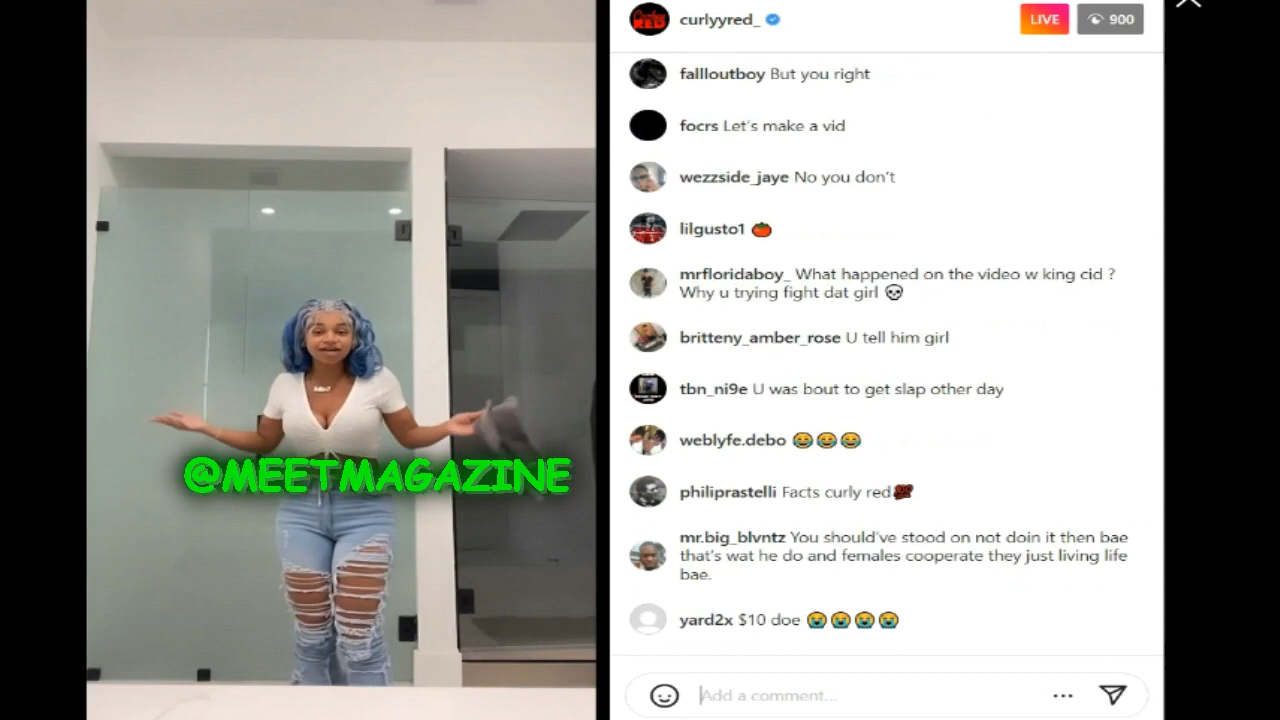 curlyyred_
LIVE
900
fallloutboy But you right
focrs Let's make a vid
wezzside_jaye No you don't
lilgusto1 🍅
mrfloridaboy_ What happened on the video w king cid ?
Why u trying fight dat girl 💀
britteny_amber_rose U tell him girl
tbn_ni9e U was bout to get slap other day
weblyfe.debo 😂😂😂
philiprastelli Facts curly red💯
mr.big_blvntz You should've stood on not doin it then bae
that's wat he do and females cooperate they just living life
bae.
yard2x $10 doe 😭😭😭😭
Add a comment...
@MEETMAGAZINE